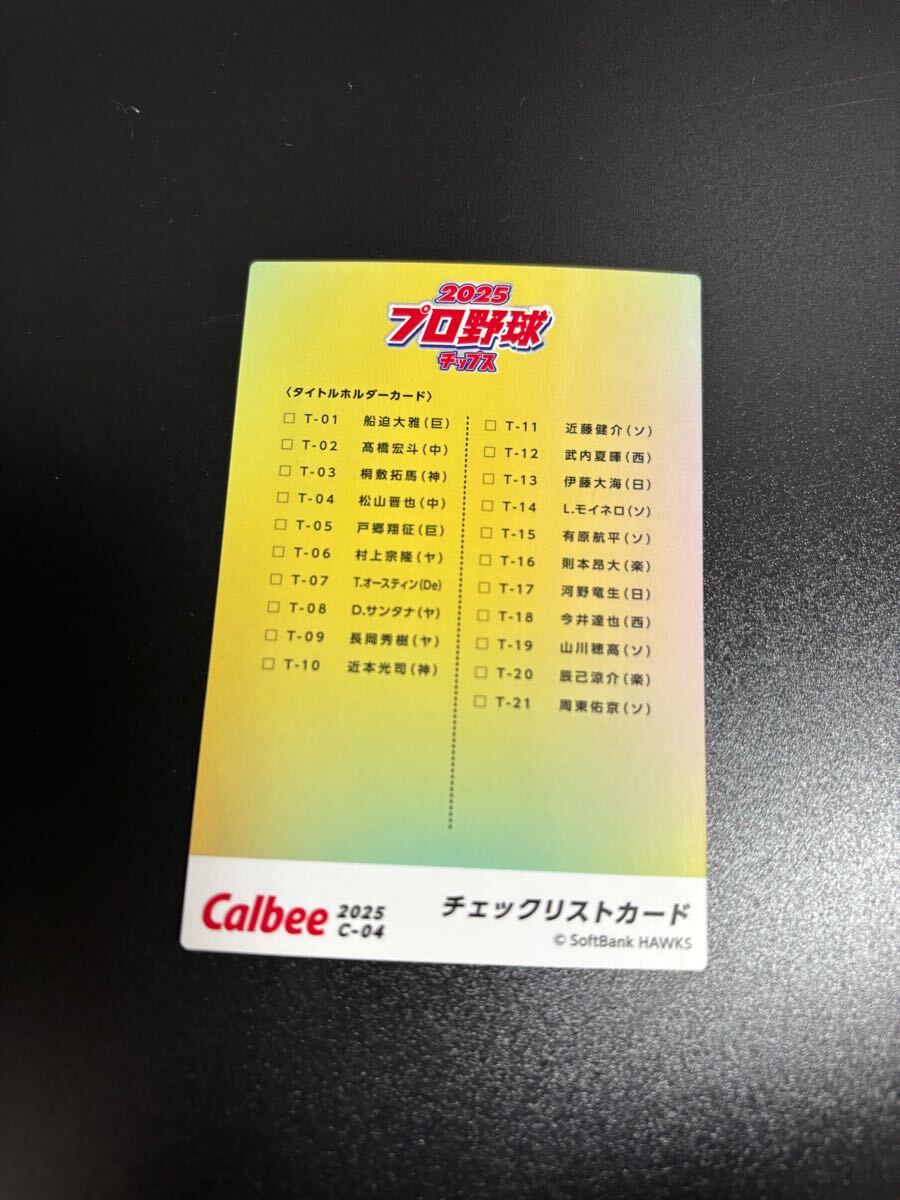 2025
プロ野球
チップス
〈タイトルホルダーカード〉
□ T-01 船迫大雅(巨)
□ T-02 髙橋宏斗(中)
□ T-03 桐敷拓馬(神)
□ T-04 松山晋也(中)
□ T-05 戸郷翔征(巨)
□ T-06 村上宗隆(ヤ)
□ T-07 T.オースティン(De)
□ T-08 D.サンタナ(ヤ)
□ T-09 長岡秀樹(ヤ)
□ T-10 近本光司(神)
□ T-11 近藤健介(ソ)
□ T-12 武内夏暉(西)
□ T-13 伊藤大海(日)
□ T-14 L.モイネロ(ソ)
□ T-15 有原航平(ソ)
□ T-16 則本昂大(楽)
□ T-17 河野竜生(日)
□ T-18 今井達也(西)
□ T-19 山川穂高(ソ)
□ T-20 辰己涼介(楽)
□ T-21 周東佑京(ソ)
Calbee 2025 C-04
チェックリストカード
© SoftBank HAWKS